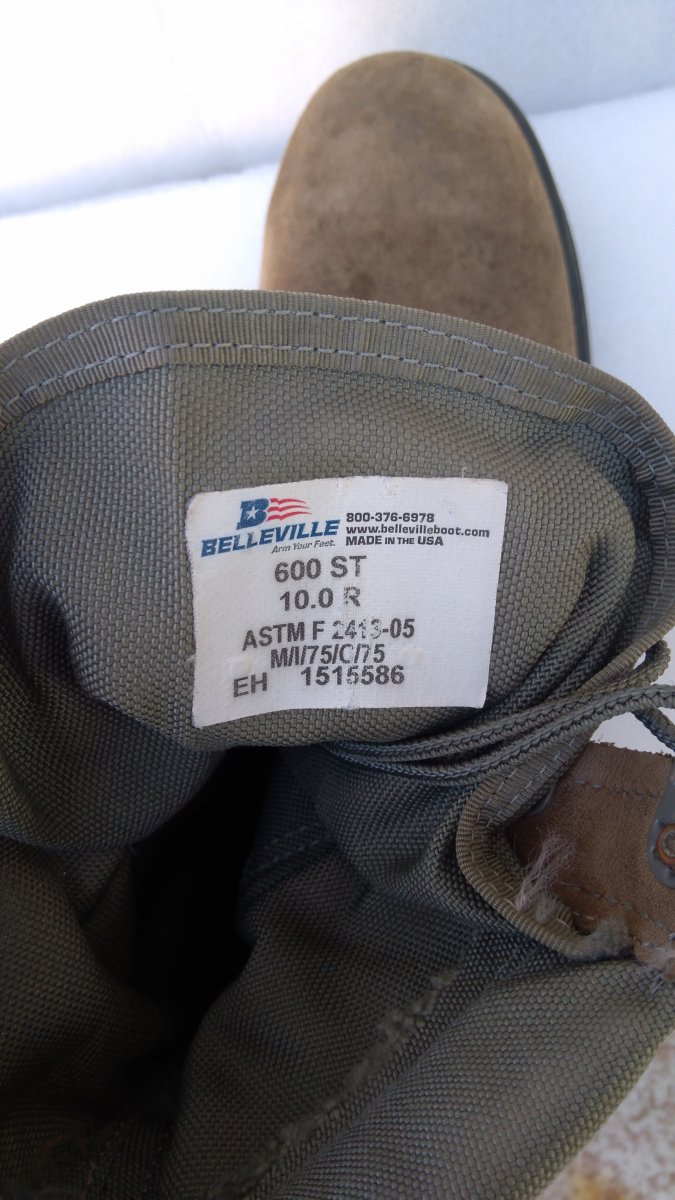 B
BELLEVILLE
Arm Your Feet.
800-376-6978
www.bellevilleboot.com
MADE IN THE USA
600 ST
10.0 R
ASTM F 2413-05
M/I/75/C/75
EH 1515586